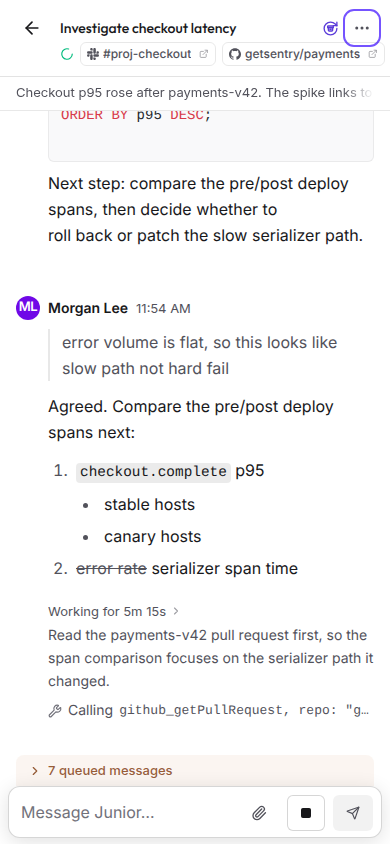 Investigate checkout latency
#proj-checkout
getsentry/payments
Checkout p95 rose after payments-v42. The spike links to
ORDER BY p95 DESC;
Next step: compare the pre/post deploy
spans, then decide whether to
roll back or patch the slow serializer path.
ML
Morgan Lee 11:54 AM
error volume is flat, so this looks like
slow path not hard fail
Agreed. Compare the pre/post deploy
spans next:
1. checkout.complete p95
• stable hosts
• canary hosts
2. error rate serializer span time
Working for 5m 15s
Read the payments-v42 pull request first, so the
span comparison focuses on the serializer path it
changed.
Calling github_getPullRequest, repo: "g…
7 queued messages
Message Junior...